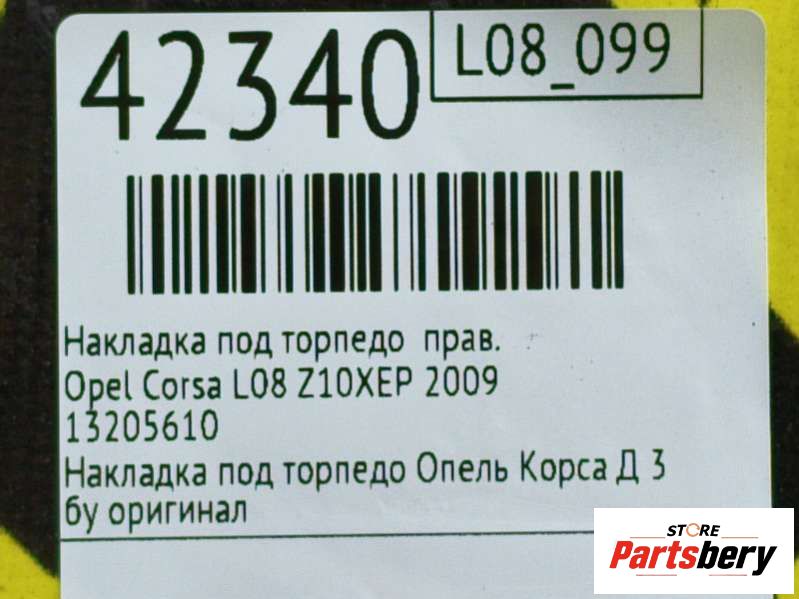 42340
L08_099
Накладка под торпедо прав.
Opel Corsa L08 Z10XEP 2009
13205610
Накладка под торпедо Опель Корса Д 3
бу оригинал
STORE
Partsbery